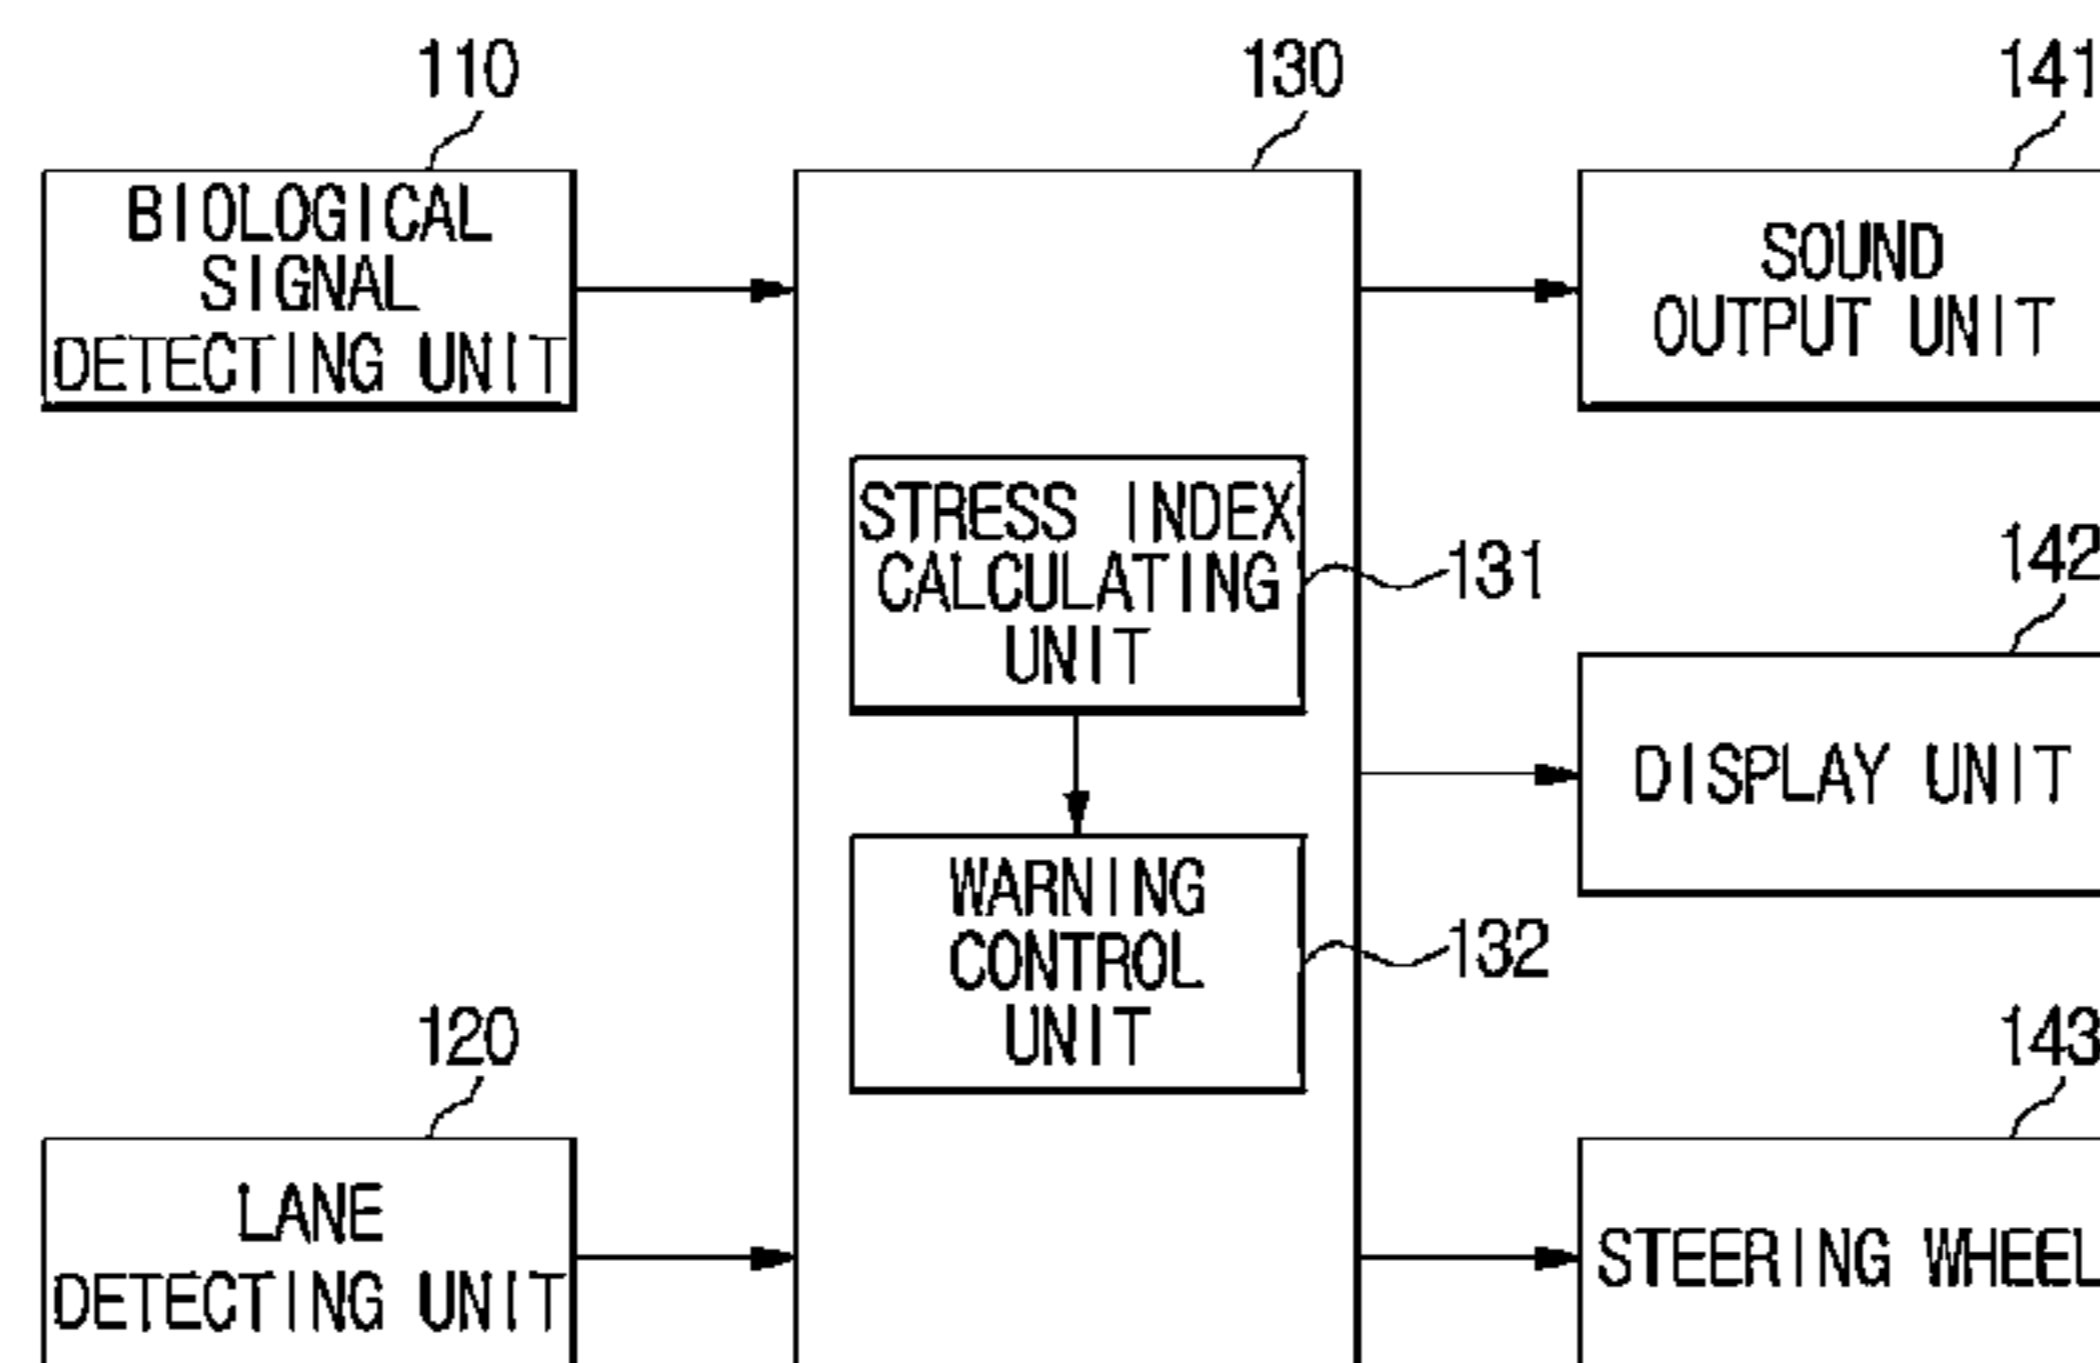 110
130
141
BIOLOGICAL
SIGNAL
DETECTING UNIT
SOUND
OUTPUT UNIT
STRESS INDEX
CALCULATING
UNIT
131
142
DISPLAY UNIT
WARNING
CONTROL
UNIT
132
120
143
LANE
DETECTING UNIT
STEERING WHEEL